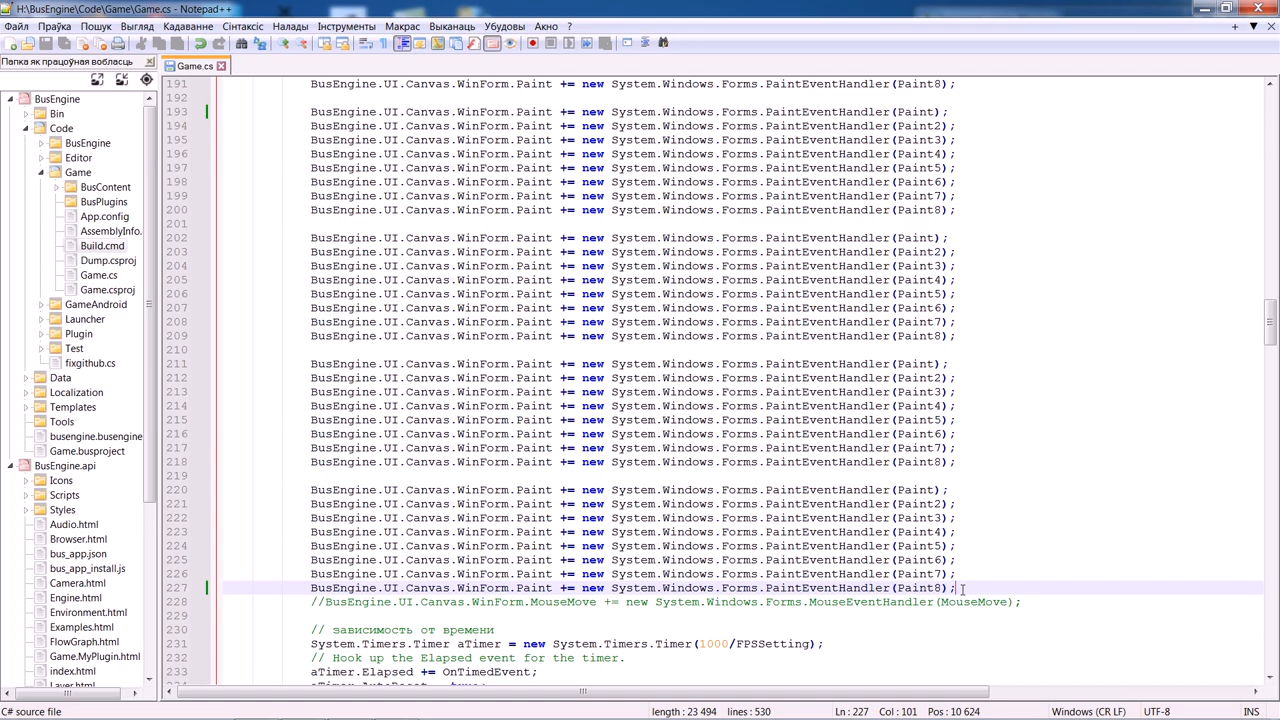 H:\BusEngine\Code\Game\Game.cs - Notepad++
Файл Праўка Пошук Выгляд Кадаванне Сінтаксіс Налады Інструменты Макрас Выканаць Убудовы Акно ?
Папка як працоўная вобласць
Game.cs
BusEngine
Bin
Code
BusEngine
Editor
Game
BusContent
BusPlugins
App.config
AssemblyInfo.
Build.cmd
Dump.csproj
Game.cs
Game.csproj
GameAndroid
Launcher
Plugin
Test
fixgithub.cs
Data
Localization
Templates
Tools
busengine.busengine
Game.busproject
BusEngine.api
Icons
Scripts
Styles
Audio.html
Browser.html
bus_app.json
bus_app_install.js
Camera.html
Engine.html
Environment.html
Examples.html
FlowGraph.html
Game.MyPlugin.html
index.html
Layer.html
191 BusEngine.UI.Canvas.WinForm.Paint += new System.Windows.Forms.PaintEventHandler(Paint8);
192
193 BusEngine.UI.Canvas.WinForm.Paint += new System.Windows.Forms.PaintEventHandler(Paint);
194 BusEngine.UI.Canvas.WinForm.Paint += new System.Windows.Forms.PaintEventHandler(Paint2);
195 BusEngine.UI.Canvas.WinForm.Paint += new System.Windows.Forms.PaintEventHandler(Paint3);
196 BusEngine.UI.Canvas.WinForm.Paint += new System.Windows.Forms.PaintEventHandler(Paint4);
197 BusEngine.UI.Canvas.WinForm.Paint += new System.Windows.Forms.PaintEventHandler(Paint5);
198 BusEngine.UI.Canvas.WinForm.Paint += new System.Windows.Forms.PaintEventHandler(Paint6);
199 BusEngine.UI.Canvas.WinForm.Paint += new System.Windows.Forms.PaintEventHandler(Paint7);
200 BusEngine.UI.Canvas.WinForm.Paint += new System.Windows.Forms.PaintEventHandler(Paint8);
201
202 BusEngine.UI.Canvas.WinForm.Paint += new System.Windows.Forms.PaintEventHandler(Paint);
203 BusEngine.UI.Canvas.WinForm.Paint += new System.Windows.Forms.PaintEventHandler(Paint2);
204 BusEngine.UI.Canvas.WinForm.Paint += new System.Windows.Forms.PaintEventHandler(Paint3);
205 BusEngine.UI.Canvas.WinForm.Paint += new System.Windows.Forms.PaintEventHandler(Paint4);
206 BusEngine.UI.Canvas.WinForm.Paint += new System.Windows.Forms.PaintEventHandler(Paint5);
207 BusEngine.UI.Canvas.WinForm.Paint += new System.Windows.Forms.PaintEventHandler(Paint6);
208 BusEngine.UI.Canvas.WinForm.Paint += new System.Windows.Forms.PaintEventHandler(Paint7);
209 BusEngine.UI.Canvas.WinForm.Paint += new System.Windows.Forms.PaintEventHandler(Paint8);
210
211 BusEngine.UI.Canvas.WinForm.Paint += new System.Windows.Forms.PaintEventHandler(Paint);
212 BusEngine.UI.Canvas.WinForm.Paint += new System.Windows.Forms.PaintEventHandler(Paint2);
213 BusEngine.UI.Canvas.WinForm.Paint += new System.Windows.Forms.PaintEventHandler(Paint3);
214 BusEngine.UI.Canvas.WinForm.Paint += new System.Windows.Forms.PaintEventHandler(Paint4);
215 BusEngine.UI.Canvas.WinForm.Paint += new System.Windows.Forms.PaintEventHandler(Paint5);
216 BusEngine.UI.Canvas.WinForm.Paint += new System.Windows.Forms.PaintEventHandler(Paint6);
217 BusEngine.UI.Canvas.WinForm.Paint += new System.Windows.Forms.PaintEventHandler(Paint7);
218 BusEngine.UI.Canvas.WinForm.Paint += new System.Windows.Forms.PaintEventHandler(Paint8);
219
220 BusEngine.UI.Canvas.WinForm.Paint += new System.Windows.Forms.PaintEventHandler(Paint);
221 BusEngine.UI.Canvas.WinForm.Paint += new System.Windows.Forms.PaintEventHandler(Paint2);
222 BusEngine.UI.Canvas.WinForm.Paint += new System.Windows.Forms.PaintEventHandler(Paint3);
223 BusEngine.UI.Canvas.WinForm.Paint += new System.Windows.Forms.PaintEventHandler(Paint4);
224 BusEngine.UI.Canvas.WinForm.Paint += new System.Windows.Forms.PaintEventHandler(Paint5);
225 BusEngine.UI.Canvas.WinForm.Paint += new System.Windows.Forms.PaintEventHandler(Paint6);
226 BusEngine.UI.Canvas.WinForm.Paint += new System.Windows.Forms.PaintEventHandler(Paint7);
227 BusEngine.UI.Canvas.WinForm.Paint += new System.Windows.Forms.PaintEventHandler(Paint8);
228 //BusEngine.UI.Canvas.WinForm.MouseMove += new System.Windows.Forms.MouseEventHandler(MouseMove);
229
230 // зависимость от времени
231 System.Timers.Timer aTimer = new System.Timers.Timer(1000/FPSSetting);
232 // Hook up the Elapsed event for the timer.
233 aTimer.Elapsed += OnTimedEvent;
C# source file length : 23 494 lines : 530 Ln : 227 Col : 101 Pos : 10 624 Windows (CR LF) UTF-8 INS